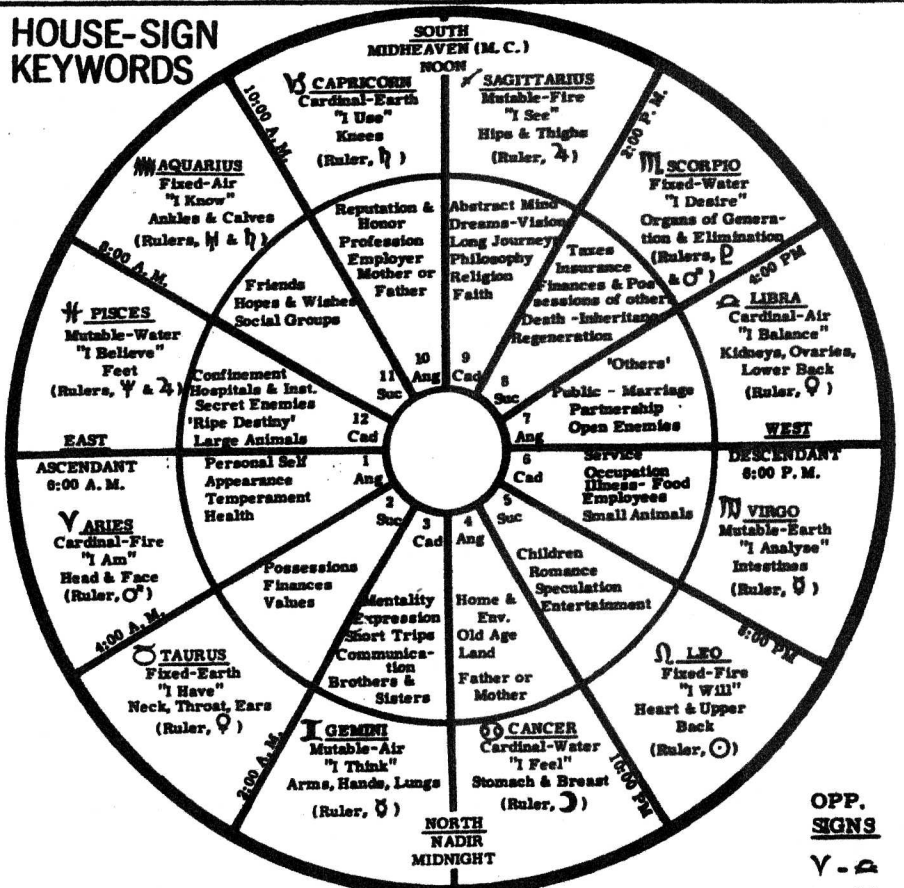 HOUSE-SIGN
KEYWORDS
SOUTH
MIDHEAVEN (M. C.)
NOON
10:00 A. M.
♑ CAPRICORN
Cardinal-Earth
"I Use"
Knees
(Ruler, ♄ )
♐ SAGITTARIUS
Mutable-Fire
"I See"
Hips & Thighs
(Ruler, ♃ )
2:00 P. M.
♒ AQUARIUS
Fixed-Air
"I Know"
Ankles & Calves
(Rulers, ♅ & ♄ )
♏ SCORPIO
Fixed-Water
"I Desire"
Organs of Genera-
tion & Elimination
(Rulers, ♇
& ♂ )
8:00 A. M.
4:00 PM
♓ PISCES
Mutable-Water
"I Believe"
Feet
(Rulers, ♆ & ♃ )
♎ LIBRA
Cardinal-Air
"I Balance"
Kidneys, Ovaries,
Lower Back
(Ruler, ♀ )
Reputation &
Honor
Profession
Employer
Mother or
Father
10
Ang
Abstract Mind
Dreams-Vision
Long Journey
Philosophy
Religion
Faith
9
Cad
Friends
Hopes & Wishes
Social Groups
11
Suc
Taxes
Insurance
Finances & Pos
sessions of other
Death -Inheritan
Regeneration
8
Suc
Confinement
Hospitals & Inst.
Secret Enemies
'Ripe Destiny'
Large Animals
12
Cad
'Others'
Public - Marriage
Partnership
Open Enemies
7
Ang
EAST
ASCENDANT
6:00 A. M.
WEST
DESCENDANT
6:00 P. M.
Personal Self
Appearance
Temperament
Health
1
Ang
Service
Occupation
Illness- Food
Employees
Small Animals
6
Cad
Possessions
Finances
Values
2
Suc
Children
Romance
Speculation
Entertainment
5
Suc
Mentality
Expression
Short Trips
Communica-
tion
Brothers &
Sisters
3
Cad
Home &
Env.
Old Age
Land
Father or
Mother
4
Ang
♈ ARIES
Cardinal-Fire
"I Am"
Head & Face
(Ruler, ♂ )
♍ VIRGO
Mutable-Earth
"I Analyse"
Intestines
(Ruler, ☿ )
4:00 A. M.
8:00 PM
♉ TAURUS
Fixed-Earth
"I Have"
Neck, Throat, Ears
(Ruler, ♀ )
♌ LEO
Fixed-Fire
"I Will"
Heart & Upper
Back
(Ruler, ☉ )
2:00 A. M.
10:00 PM
♊ GEMINI
Mutable-Air
"I Think"
Arms, Hands, Lungs
(Ruler, ☿ )
♋ CANCER
Cardinal-Water
"I Feel"
Stomach & Breast
(Ruler, ☽ )
NORTH
NADIR
MIDNIGHT
OPP.
SIGNS
♈ - ♎